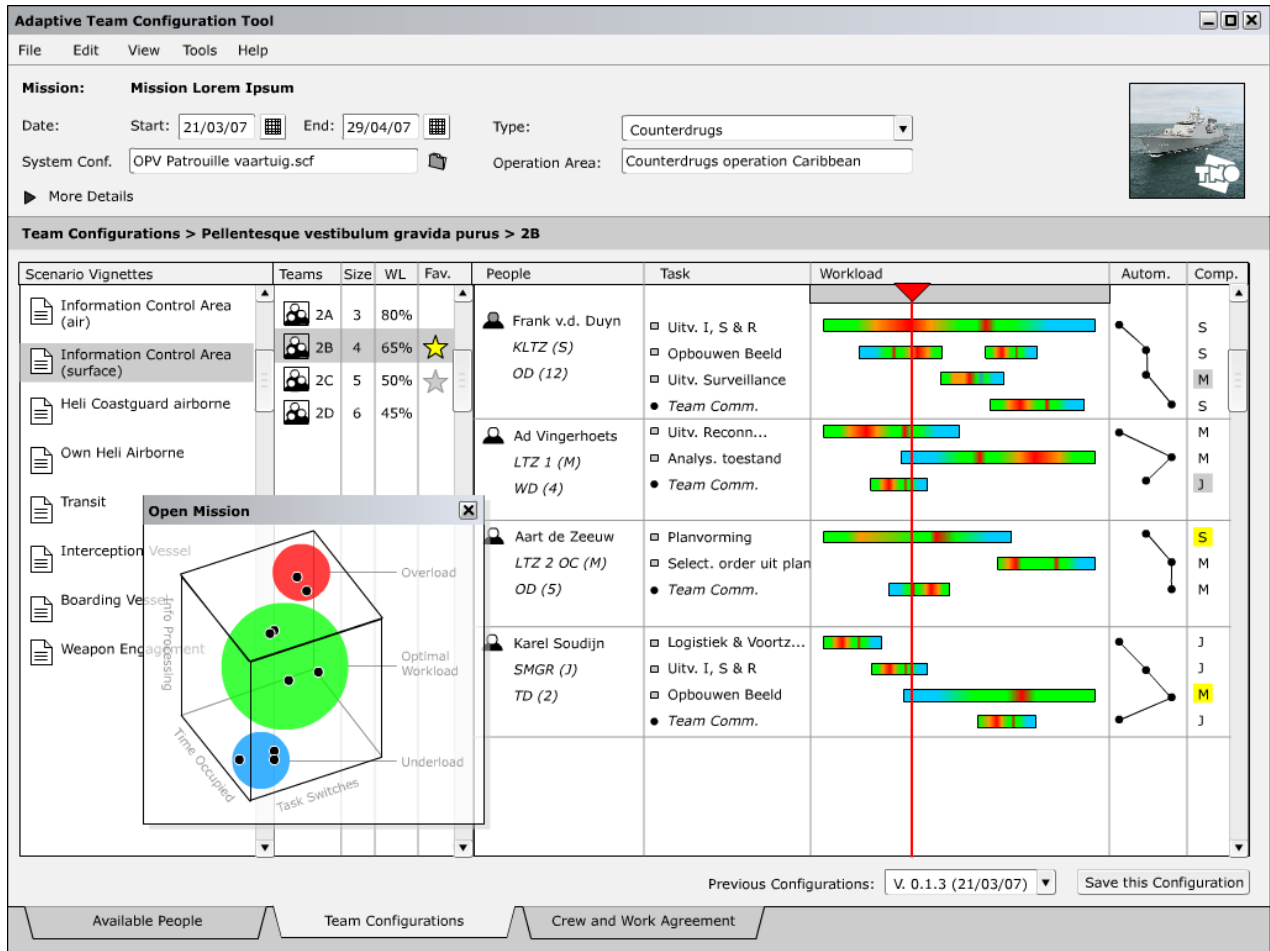 Adaptive Team Configuration Tool
File Edit View Tools Help
Mission: Mission Lorem Ipsum
Date: Start: 21/03/07 End: 29/04/07 Type: Counterdrugs
System Conf. OPV Patrouille vaartuig.scf Operation Area: Counterdrugs operation Caribbean
TNO
More Details
Team Configurations > Pellentesque vestibulum gravida purus > 2B
Scenario Vignettes Teams Size WL Fav. People Task Workload Autom. Comp.
Information Control Area
(air)
Information Control Area
(surface)
Heli Coastguard airborne
Own Heli Airborne
Transit
Interception Vessel
Boarding Vessel
Weapon Engagement
2A 3 80%
2B 4 65%
2C 5 50%
2D 6 45%
Frank v.d. Duyn
KLTZ (S)
OD (12)
Uitv. I, S & R S
Opbouwen Beeld S
Uitv. Surveillance M
Team Comm. S
Ad Vingerhoets
LTZ 1 (M)
WD (4)
Uitv. Reconn... M
Analys. toestand M
Team Comm. J
Aart de Zeeuw
LTZ 2 OC (M)
OD (5)
Planvorming S
Select. order uit plan M
Team Comm. M
Karel Soudijn
SMGR (J)
TD (2)
Logistiek & Voortz... J
Uitv. I, S & R J
Opbouwen Beeld M
Team Comm. J
Open Mission
Overload
Optimal
Workload
Underload
Info Processing
Time Occupied
Task Switches
Previous Configurations: V. 0.1.3 (21/03/07) Save this Configuration
Available People Team Configurations Crew and Work Agreement